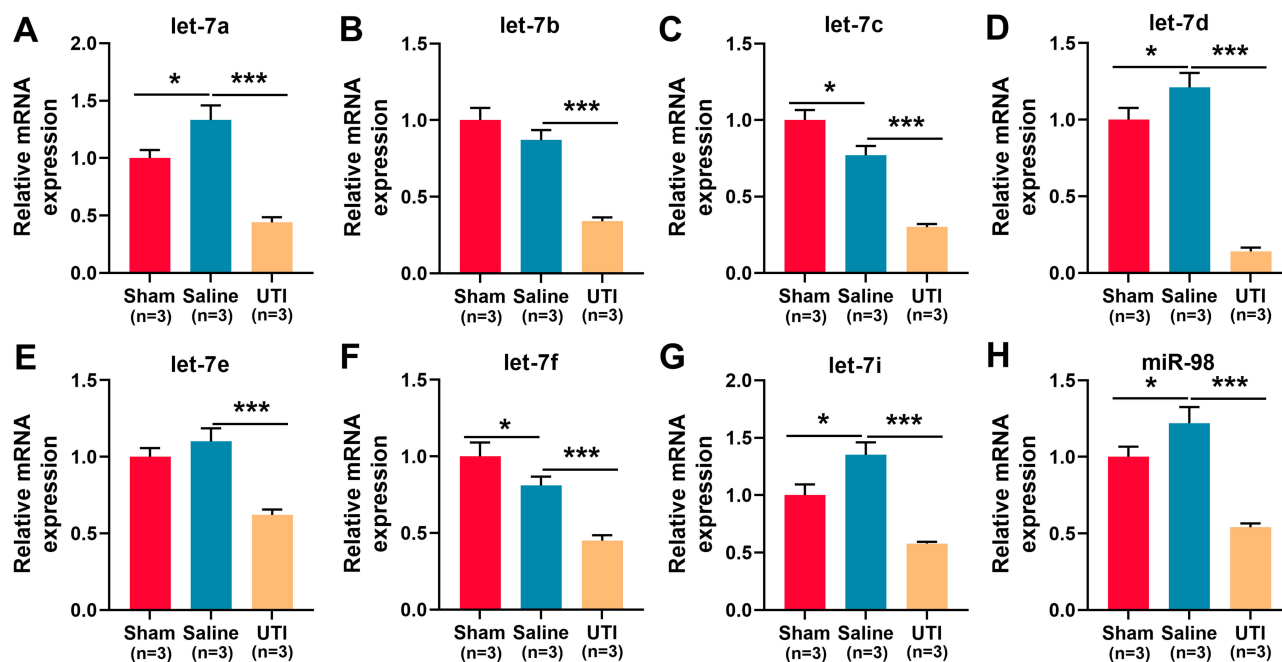 A
let-7a
Relative mRNA
expression
2.0
1.5
1.0
0.5
0.0
*
***
Sham
(n=3)
Saline
(n=3)
UTI
(n=3)
B
let-7b
Relative mRNA
expression
1.5
1.0
0.5
0.0
***
Sham
(n=3)
Saline
(n=3)
UTI
(n=3)
C
let-7c
Relative mRNA
expression
1.5
1.0
0.5
0.0
*
***
Sham
(n=3)
Saline
(n=3)
UTI
(n=3)
D
let-7d
Relative mRNA
expression
1.5
1.0
0.5
0.0
*
***
Sham
(n=3)
Saline
(n=3)
UTI
(n=3)
E
let-7e
Relative mRNA
expression
1.5
1.0
0.5
0.0
***
Sham
(n=3)
Saline
(n=3)
UTI
(n=3)
F
let-7f
Relative mRNA
expression
1.5
1.0
0.5
0.0
*
***
Sham
(n=3)
Saline
(n=3)
UTI
(n=3)
G
let-7i
Relative mRNA
expression
2.0
1.5
1.0
0.5
0.0
*
***
Sham
(n=3)
Saline
(n=3)
UTI
(n=3)
H
miR-98
Relative mRNA
expression
1.5
1.0
0.5
0.0
*
***
Sham
(n=3)
Saline
(n=3)
UTI
(n=3)